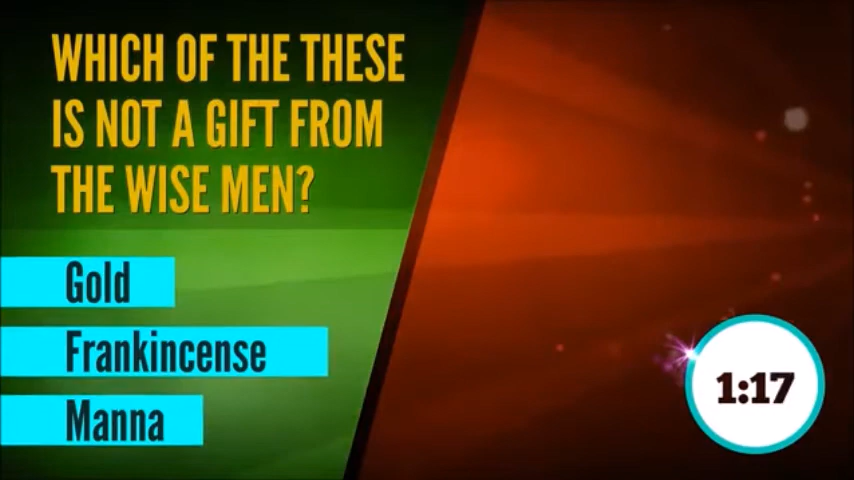 WHICH OF THE THESE
IS NOT A GIFT FROM
THE WISE MEN?
Gold
Frankincense
Manna
1:17